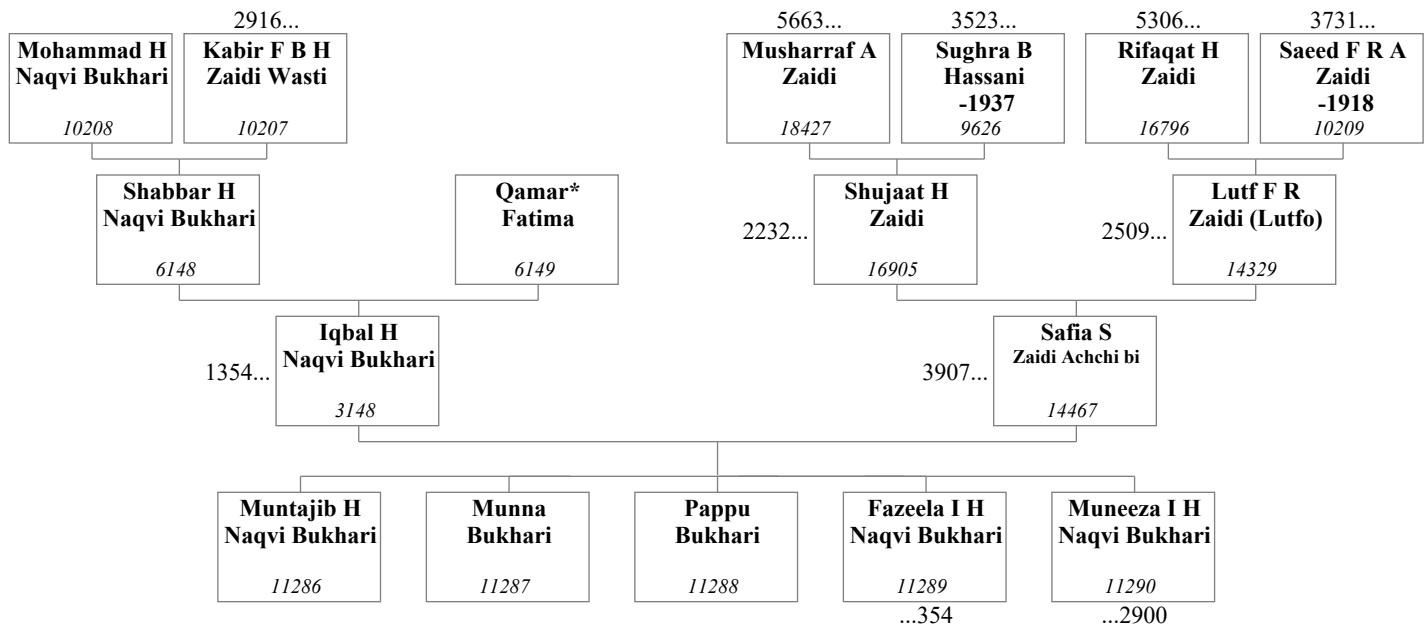 2916...
5663...
3523...
5306...
3731...
Mohammad H
Naqvi Bukhari
10208
Kabir F B H
Zaidi Wasti
10207
Musharraf A
Zaidi
18427
Sughra B
Hassani
-1937
9626
Rifaqat H
Zaidi
16796
Saeed F R A
Zaidi
-1918
10209
Shabbar H
Naqvi Bukhari
6148
Qamar*
Fatima
6149
2232...
Shujaat H
Zaidi
16905
2509...
Lutf F R
Zaidi (Lutfo)
14329
1354...
Iqbal H
Naqvi Bukhari
3148
3907...
Safia S
Zaidi Achchi bi
14467
Muntajib H
Naqvi Bukhari
11286
Munna
Bukhari
11287
Pappu
Bukhari
11288
Fazeela I H
Naqvi Bukhari
11289
...354
Muneeza I H
Naqvi Bukhari
11290
...2900